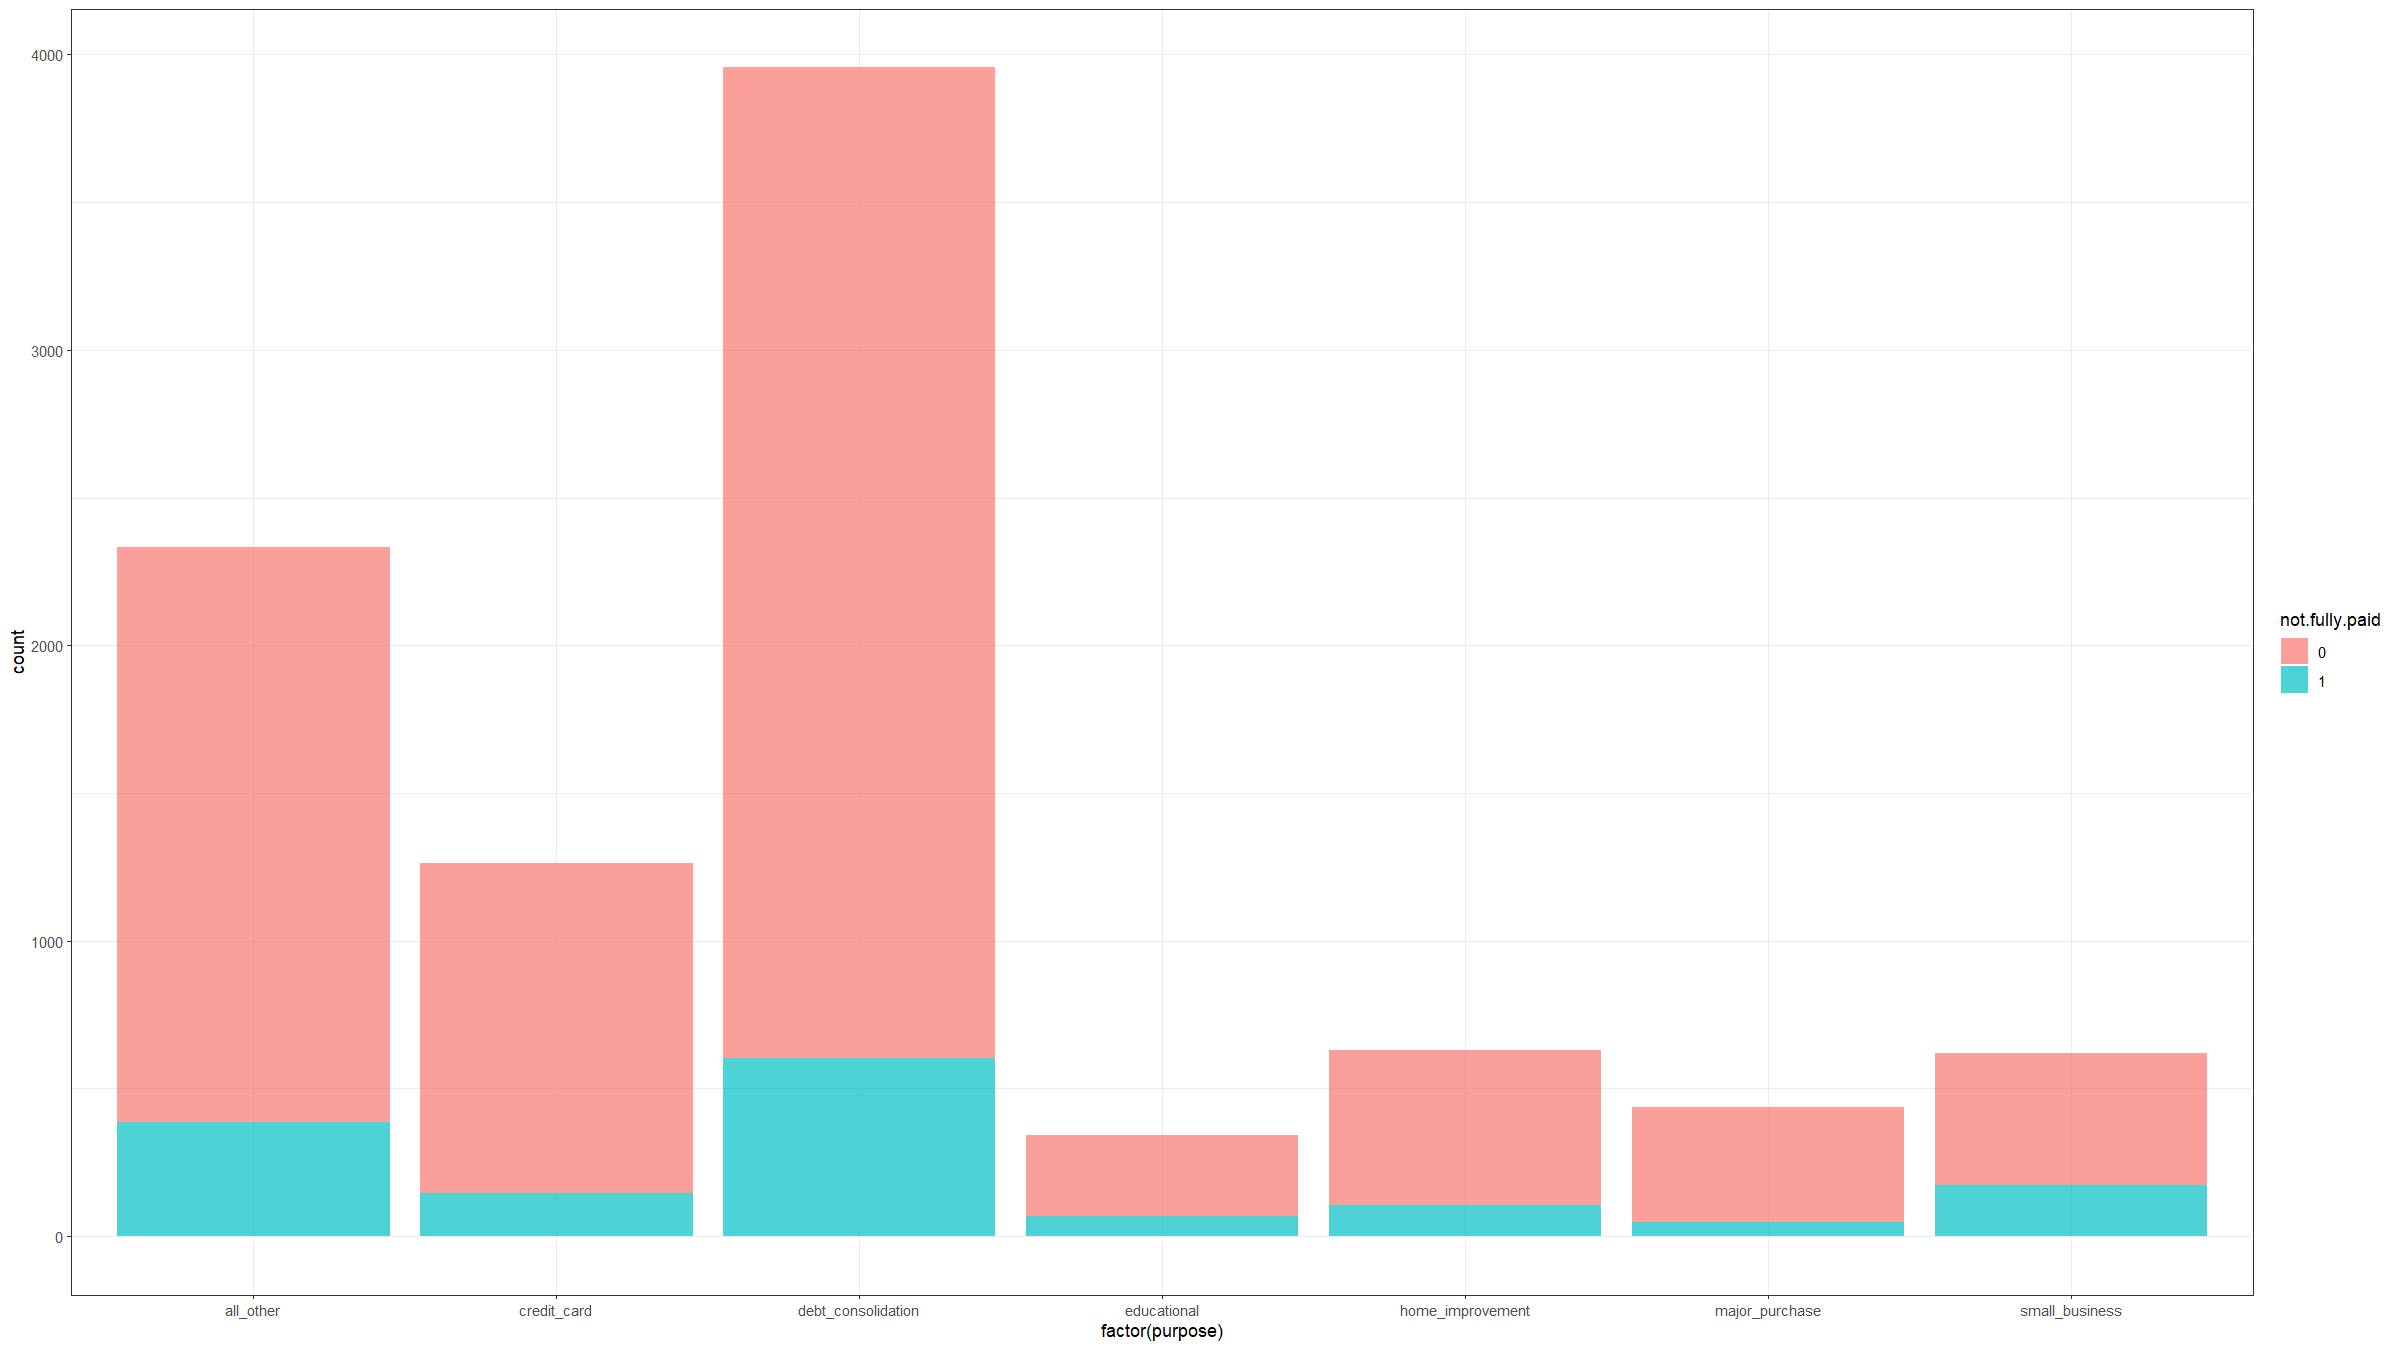 4000
3000
2000
1000
0
count
all_other credit_card debt_consolidation educational home_improvement major_purchase small_business
factor(purpose)
not.fully.paid
0
1